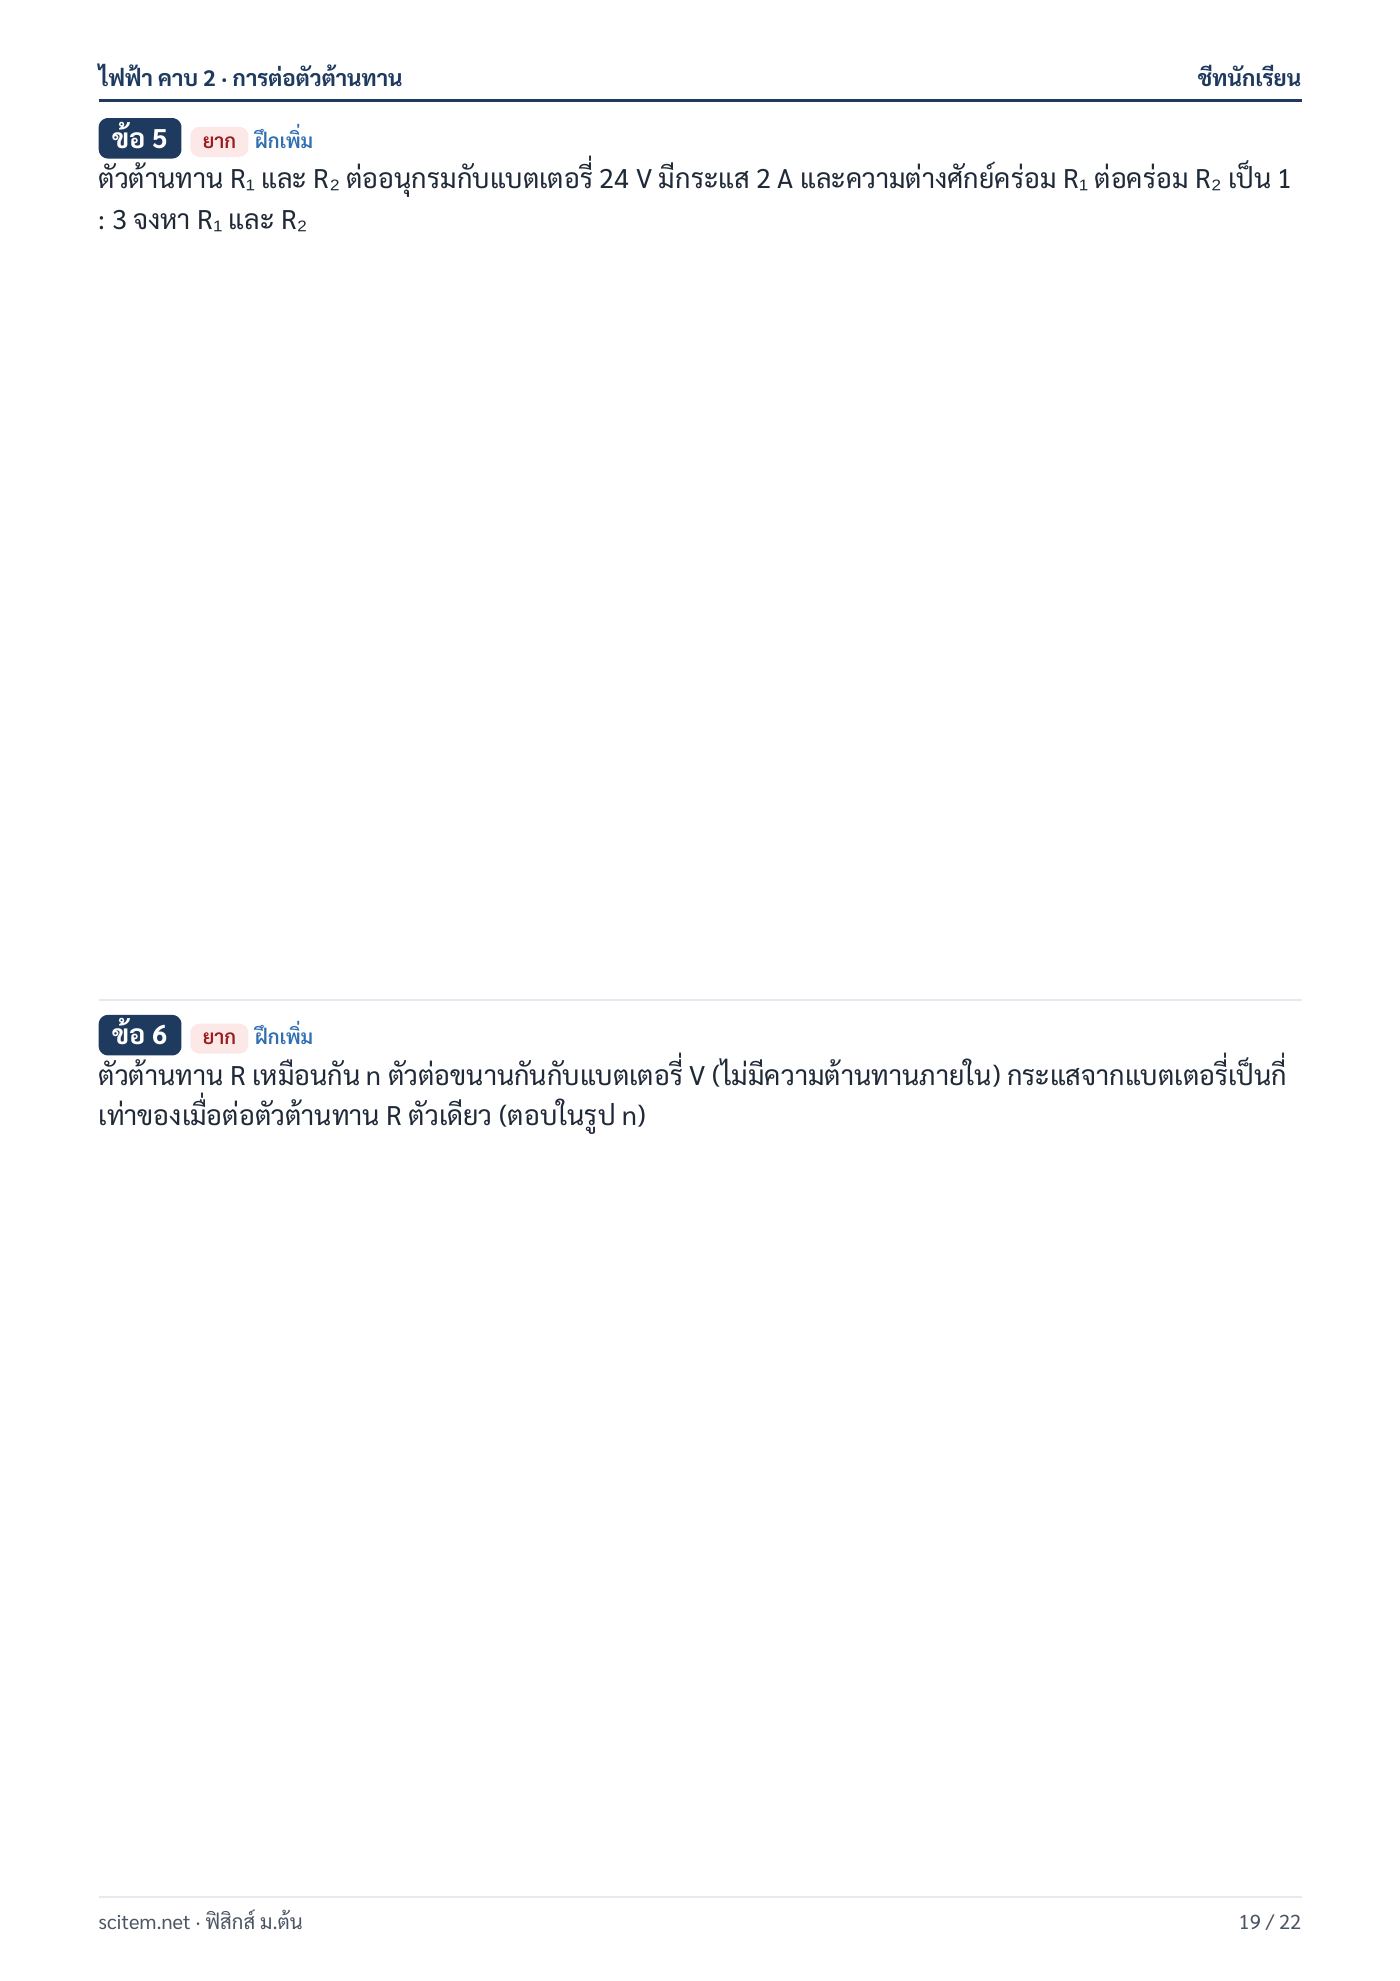 ไฟฟ้า คาบ 2 · การต่อตัวต้านทาน ชีทนักเรียน
ข้อ 5 ยาก ฝึกเพิ่ม
ตัวต้านทาน R₁ และ R₂ ต่ออนุกรมกับแบตเตอรี่ 24 V มีกระแส 2 A และความต่างศักย์คร่อม R₁ ต่อคร่อม R₂ เป็น 1
: 3 จงหา R₁ และ R₂
ข้อ 6 ยาก ฝึกเพิ่ม
ตัวต้านทาน R เหมือนกัน n ตัวต่อขนานกันกับแบตเตอรี่ V (ไม่มีความต้านทานภายใน) กระแสจากแบตเตอรี่เป็นกี่
เท่าของเมื่อต่อตัวต้านทาน R ตัวเดียว (ตอบในรูป n)
scitem.net · ฟิสิกส์ ม.ต้น 19 / 22